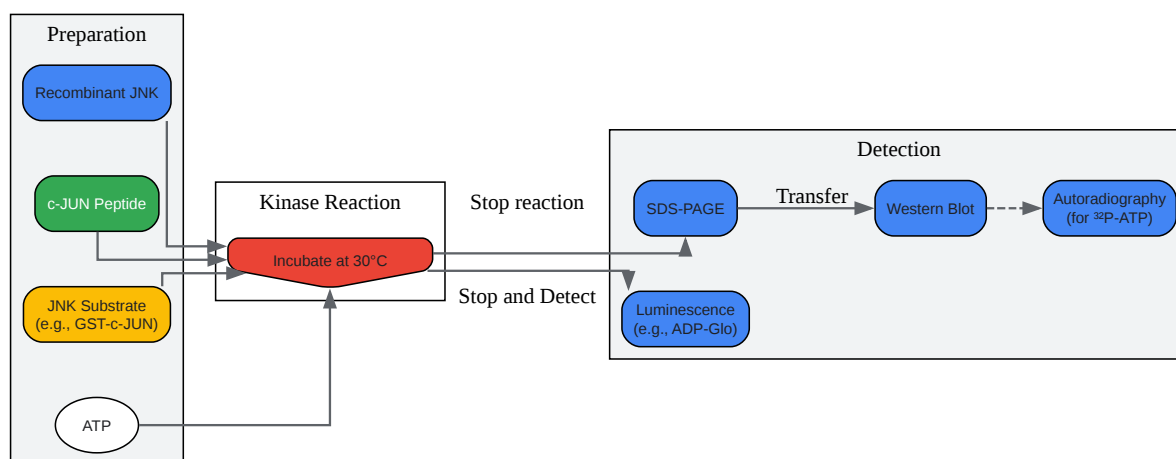 Preparation
Recombinant JNK
c-JUN Peptide
JNK Substrate
(e.g., GST-c-JUN)
ATP
Kinase Reaction
Incubate at 30°C
Stop reaction
Stop and Detect
Detection
SDS-PAGE
Transfer
Western Blot
Autoradiography
(for ³²P-ATP)
Luminescence
(e.g., ADP-Glo)